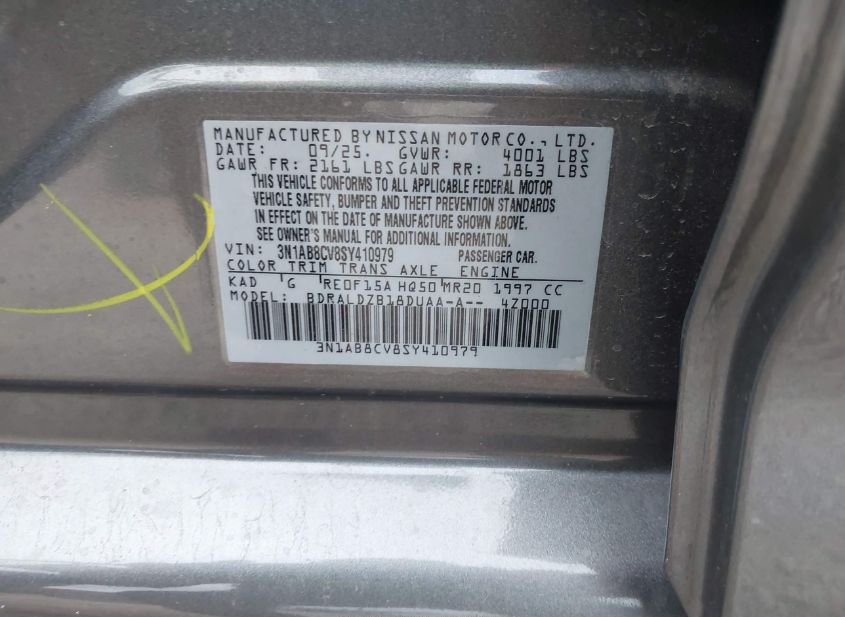 MANUFACTURED BY NISSAN MOTOR CO., LTD.
DATE: 09/25. GVWR: 4001 LBS
GAWR FR: 2161 LBS GAWR RR: 1863 LBS
THIS VEHICLE CONFORMS TO ALL APPLICABLE FEDERAL MOTOR
VEHICLE SAFETY, BUMPER AND THEFT PREVENTION STANDARDS
IN EFFECT ON THE DATE OF MANUFACTURE SHOWN ABOVE.
SEE OWNER'S MANUAL FOR ADDITIONAL INFORMATION.
VIN: 3N1AB8CV8SY410979 PASSENGER CAR.
COLOR TRIM TRANS AXLE ENGINE
KAD G RE0F15A HQ50 MR20 1997 CC
MODEL: BDRALDZB18DUAA-A-- 4Z000
3N1AB8CV8SY410979